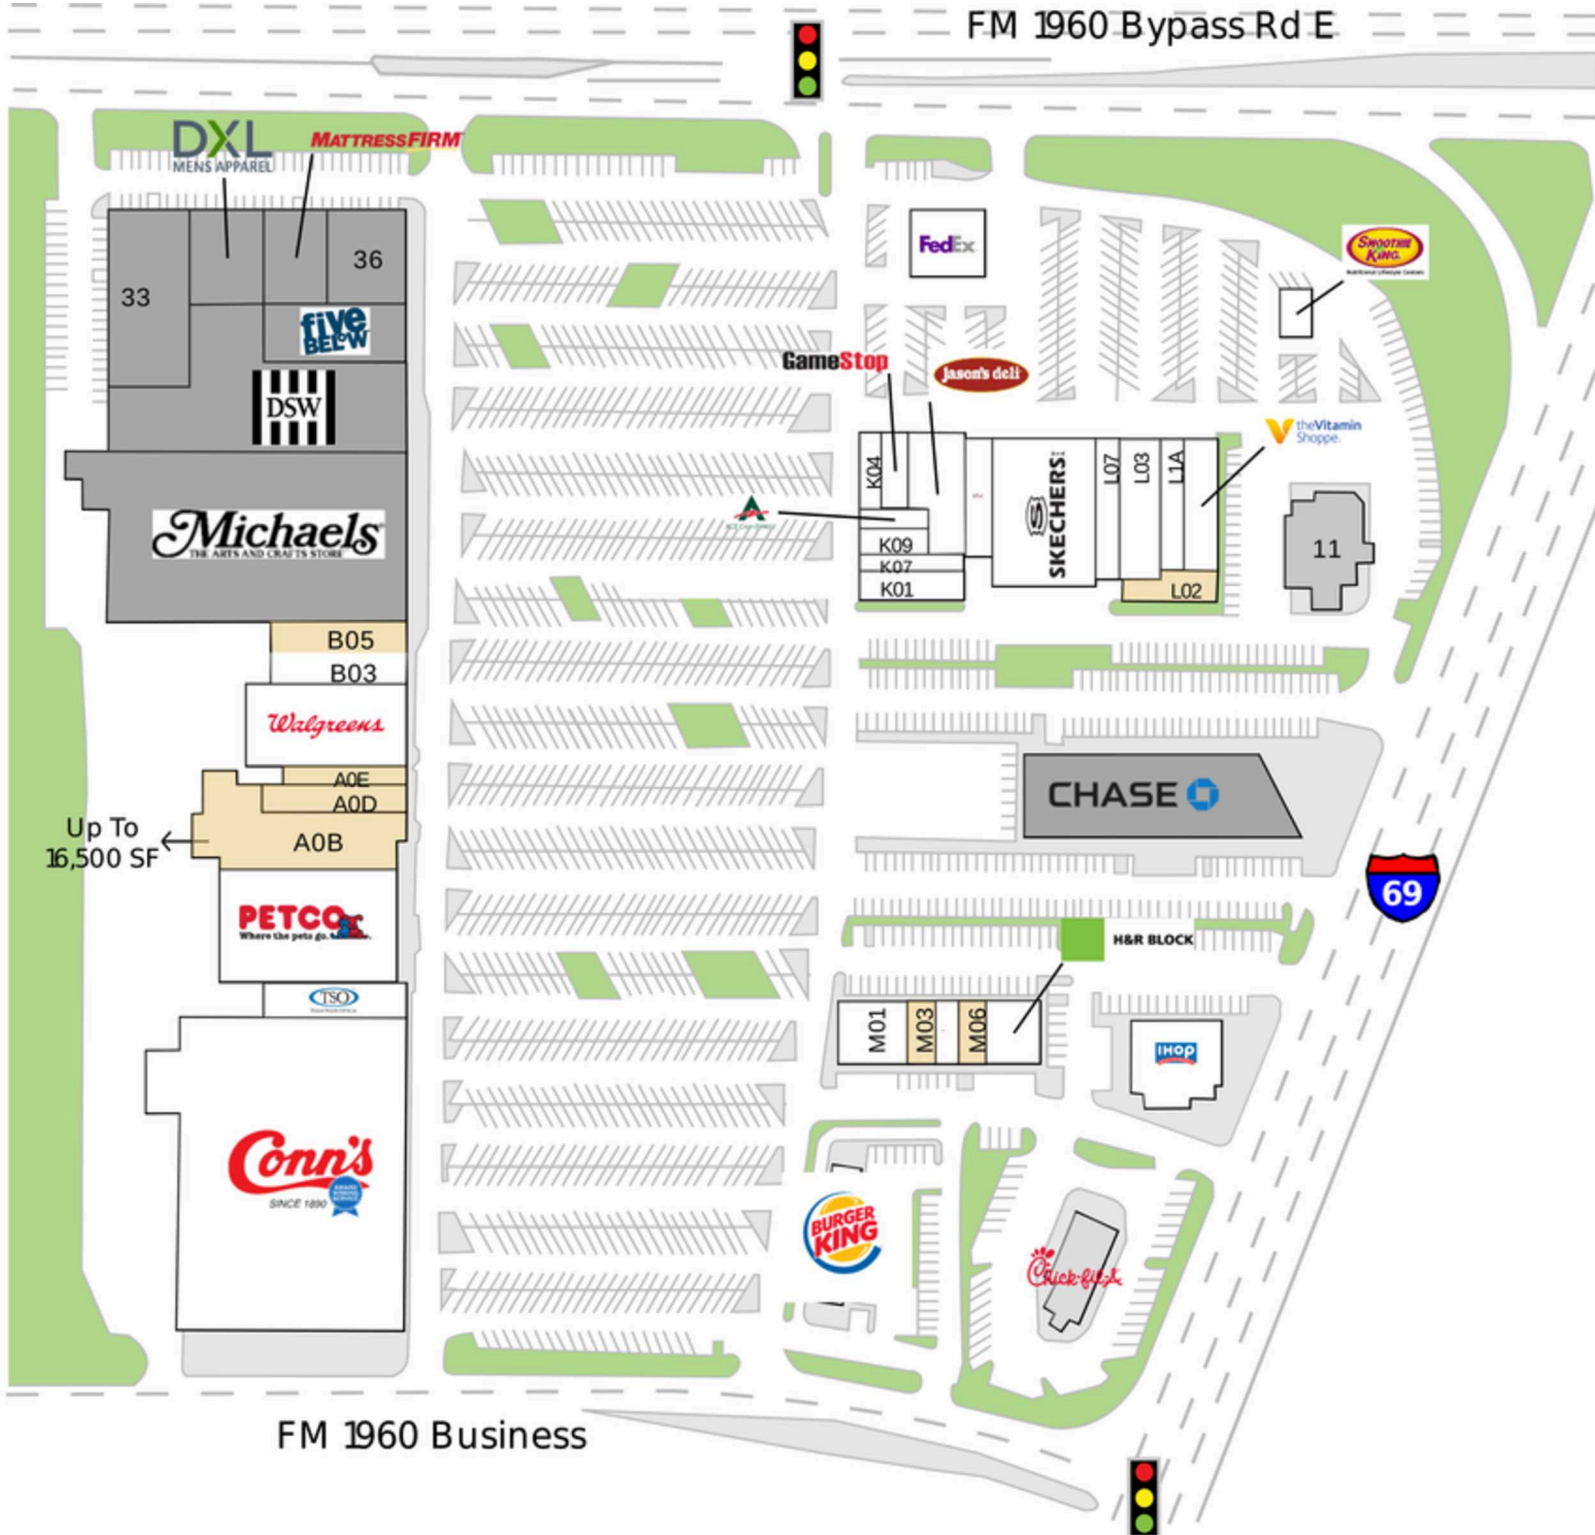 FM 1960 Bypass Rd E
DXL
MENS APPAREL
MATTRESSFIRM
33
36
five
BEL°W
DSW
Michaels
THE ARTS AND CRAFTS STORE
B05
B03
Walgreens
A0E
A0D
A0B
Up To
16,500 SF
PETCO
Where the pets go.
TSO
Conn's
SINCE 1890
FedEx
SMOOTHIE
KING
GameStop
Jason's deli
theVitamin
Shoppe.
K04
K09
K07
K01
SKECHERS
L07
L03
L1A
L02
11
CHASE
69
H&R BLOCK
M01
M03
M06
IHOP
BURGER
KING
Chick-fil-A
FM 1960 Business